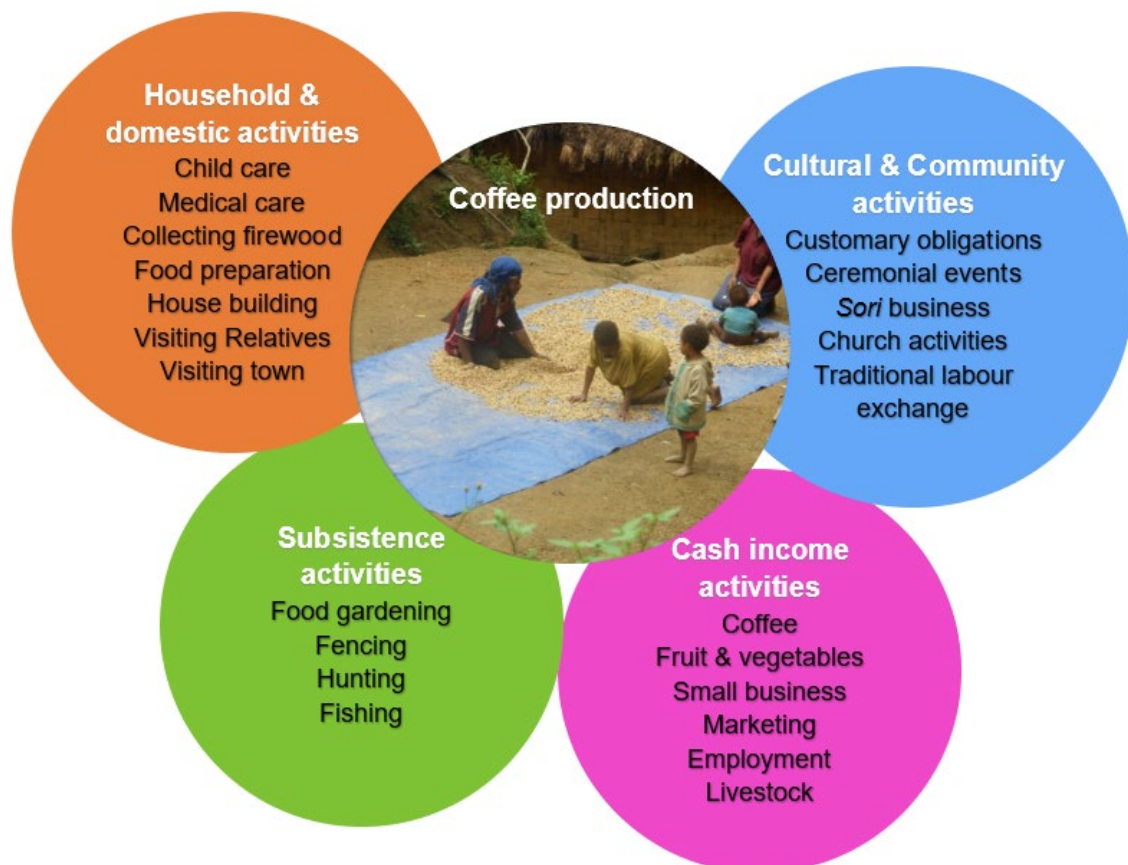 Household &
domestic activities
Child care
Medical care
Collecting firewood
Food preparation
House building
Visiting Relatives
Visiting town
Coffee production
Cultural & Community
activities
Customary obligations
Ceremonial events
Sori business
Church activities
Traditional labour
exchange
Subsistence
activities
Food gardening
Fencing
Hunting
Fishing
Cash income
activities
Coffee
Fruit & vegetables
Small business
Marketing
Employment
Livestock